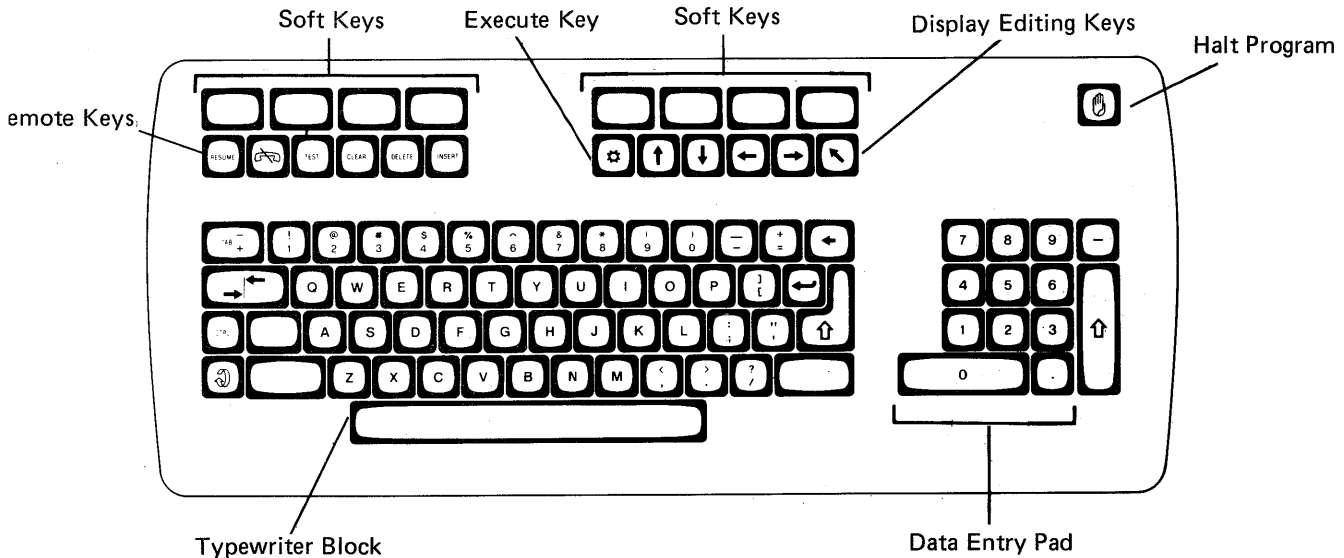 Soft Keys
Execute Key
Soft Keys
Display Editing Keys
Halt Program
emote Keys
RESUME TEST CLEAR DELETE INSERT
TAB - + ! 1 @ 2 # 3 $ 4 % 5 ^ 6 & 7 * 8 ( 9 ) 0 — - + =
7 8 9 -
Q W E R T Y U I O P ] [
4 5 6
A S D F G H J K L : ; " '
1 2 3
Z X C V B N M < , > . ? /
0 .
Typewriter Block
Data Entry Pad